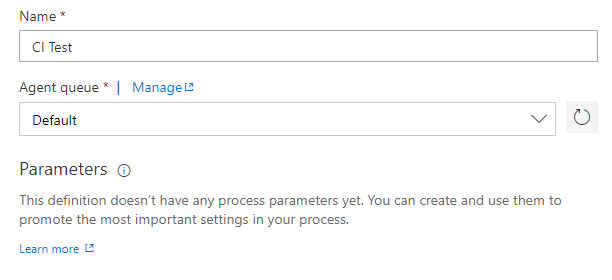 Name *
CI Test
Agent queue * | Manage
Default
Parameters
This definition doesn't have any process parameters yet. You can create and use them to
promote the most important settings in your process.
Learn more